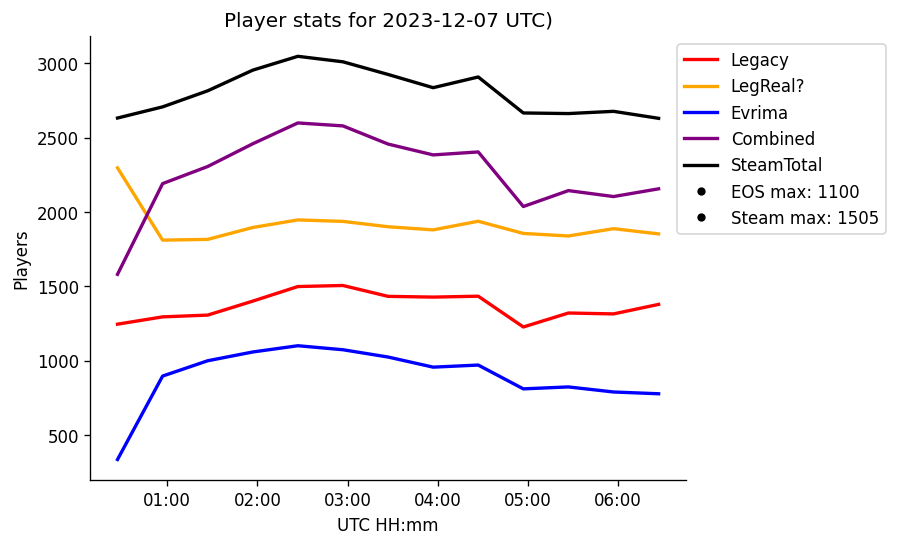 Player stats for 2023-12-07 UTC)
Players
3000
2500
2000
1500
1000
500
01:00 02:00 03:00 04:00 05:00 06:00
UTC HH:mm
Legacy
LegReal?
Evrima
Combined
SteamTotal
EOS max: 1100
Steam max: 1505